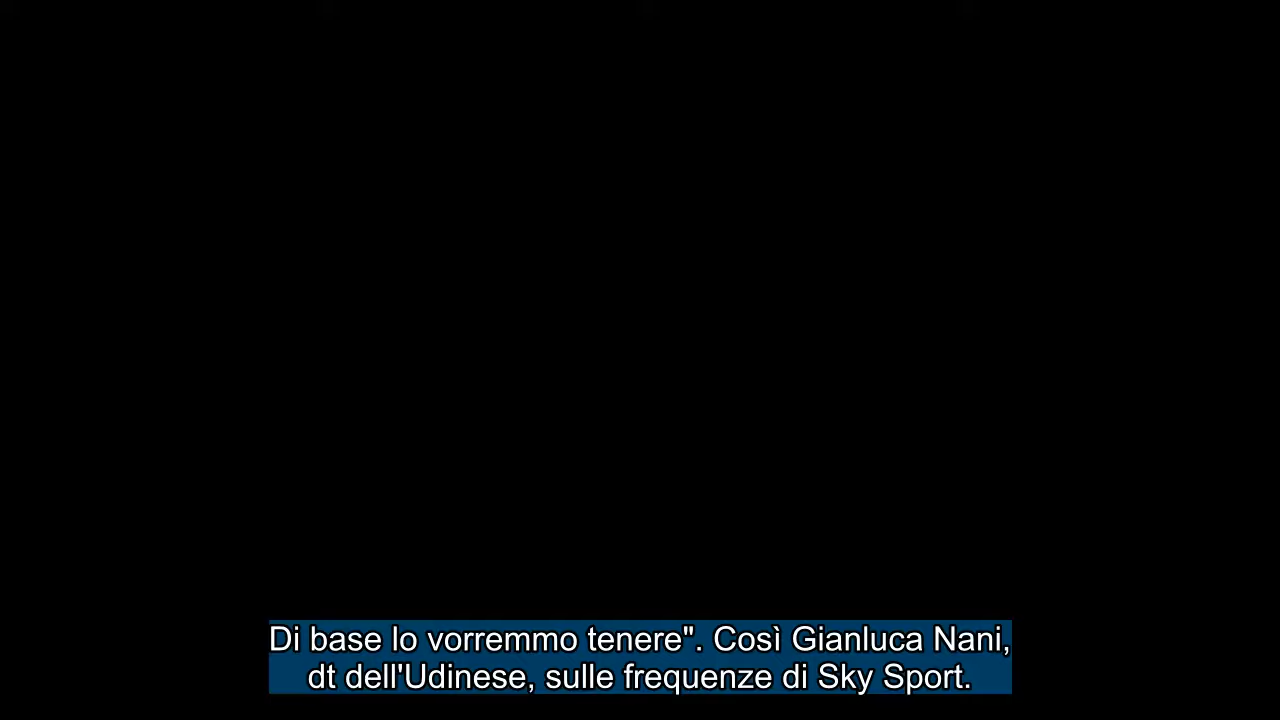 Di base lo vorremmo tenere". Così Gianluca Nani,
dt dell'Udinese, sulle frequenze di Sky Sport.